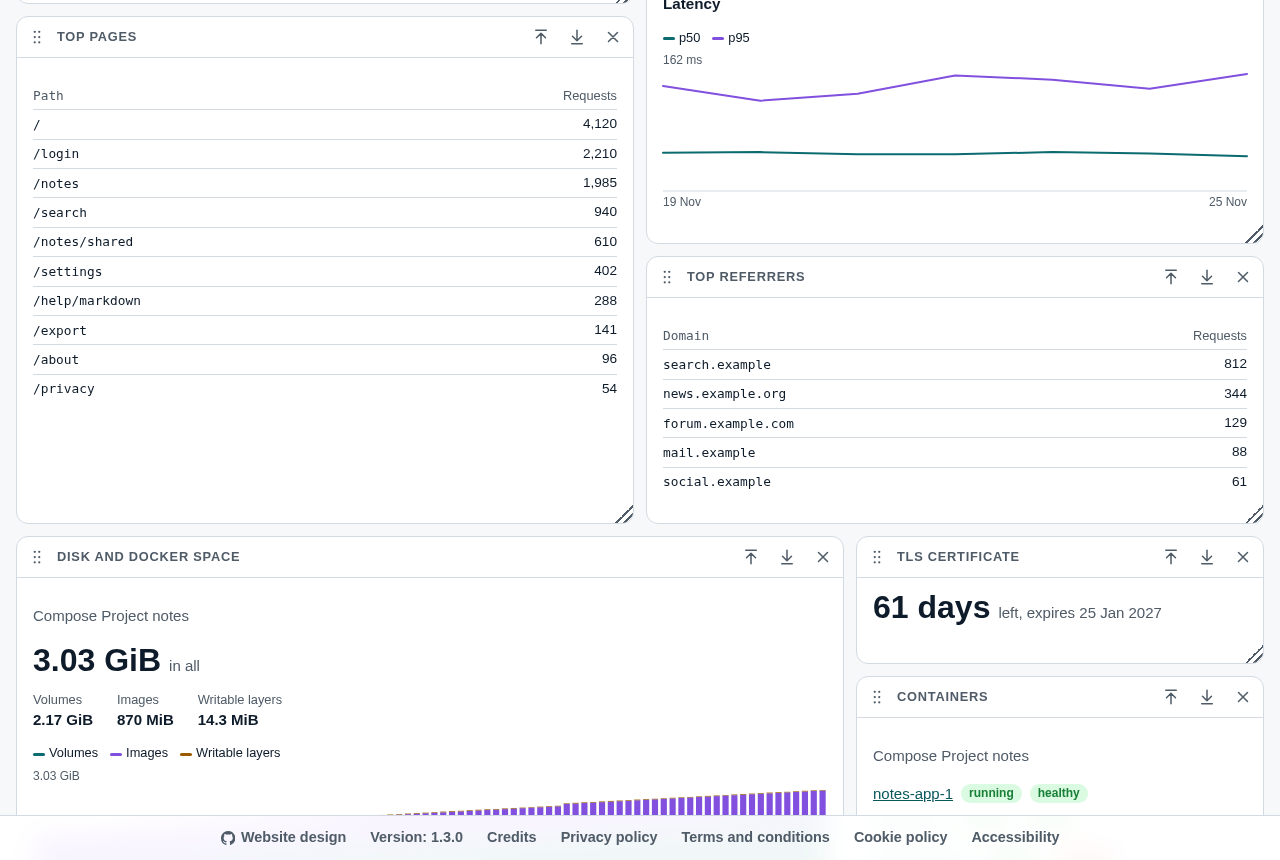 TOP PAGES
Path Requests
/ 4,120
/login 2,210
/notes 1,985
/search 940
/notes/shared 610
/settings 402
/help/markdown 288
/export 141
/about 96
/privacy 54
Latency
p50 p95
162 ms
19 Nov 25 Nov
TOP REFERRERS
Domain Requests
search.example 812
news.example.org 344
forum.example.com 129
mail.example 88
social.example 61
DISK AND DOCKER SPACE
Compose Project notes
3.03 GiB in all
Volumes Images Writable layers
2.17 GiB 870 MiB 14.3 MiB
Volumes Images Writable layers
3.03 GiB
TLS CERTIFICATE
61 days left, expires 25 Jan 2027
CONTAINERS
Compose Project notes
notes-app-1 running healthy
Website design Version: 1.3.0 Credits Privacy policy Terms and conditions Cookie policy Accessibility